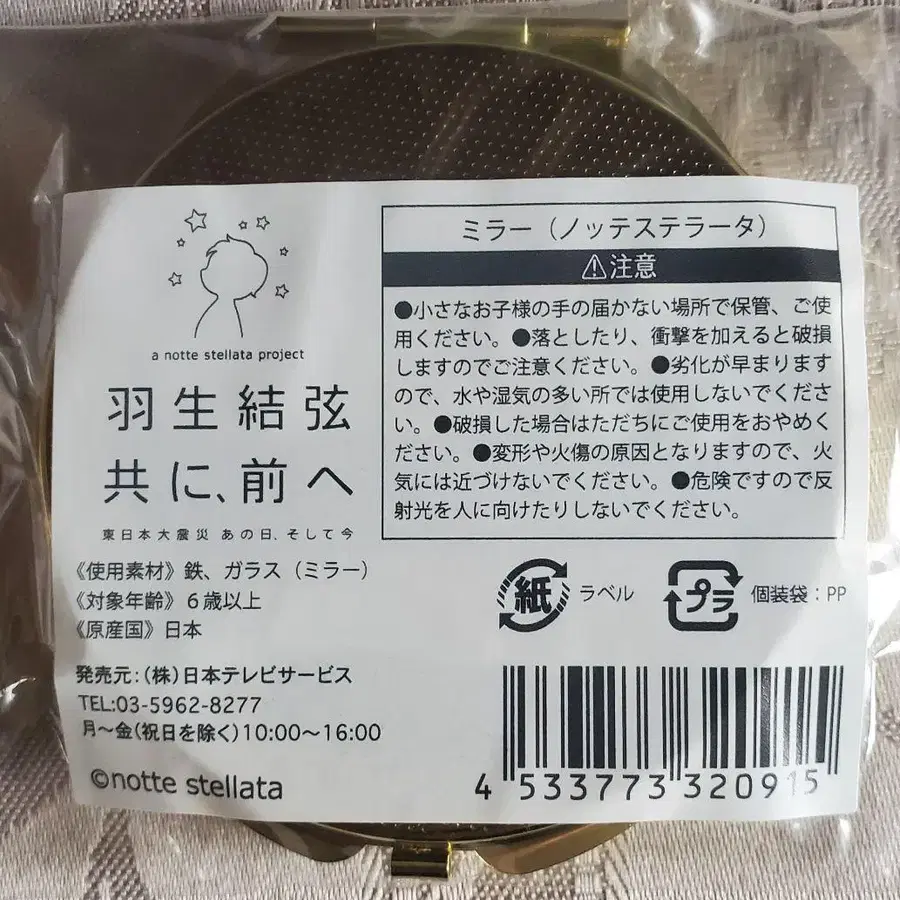 a notte stellata project
羽生結弦
共に、前へ
東日本大震災 あの日、そして今
《使用素材》鉄、ガラス（ミラー）
《対象年齢》６歳以上
《原産国》日本
発売元：（株）日本テレビサービス
TEL:03-5962-8277
月～金（祝日を除く）10:00～16:00
©notte stellata
ミラー（ノッテステラータ）
⚠注意
●小さなお子様の手の届かない場所で保管、ご使
用ください。●落としたり、衝撃を加えると破損
しますのでご注意ください。●劣化が早まります
ので、水や湿気の多い所では使用しないでくださ
い。●破損した場合はただちにご使用をおやめく
ださい。●変形や火傷の原因となりますので、火
気には近づけないでください。●危険ですので反
射光を人に向けたりしないでください。
紙 ラベル
プラ 個装袋：PP
4 533773 320915